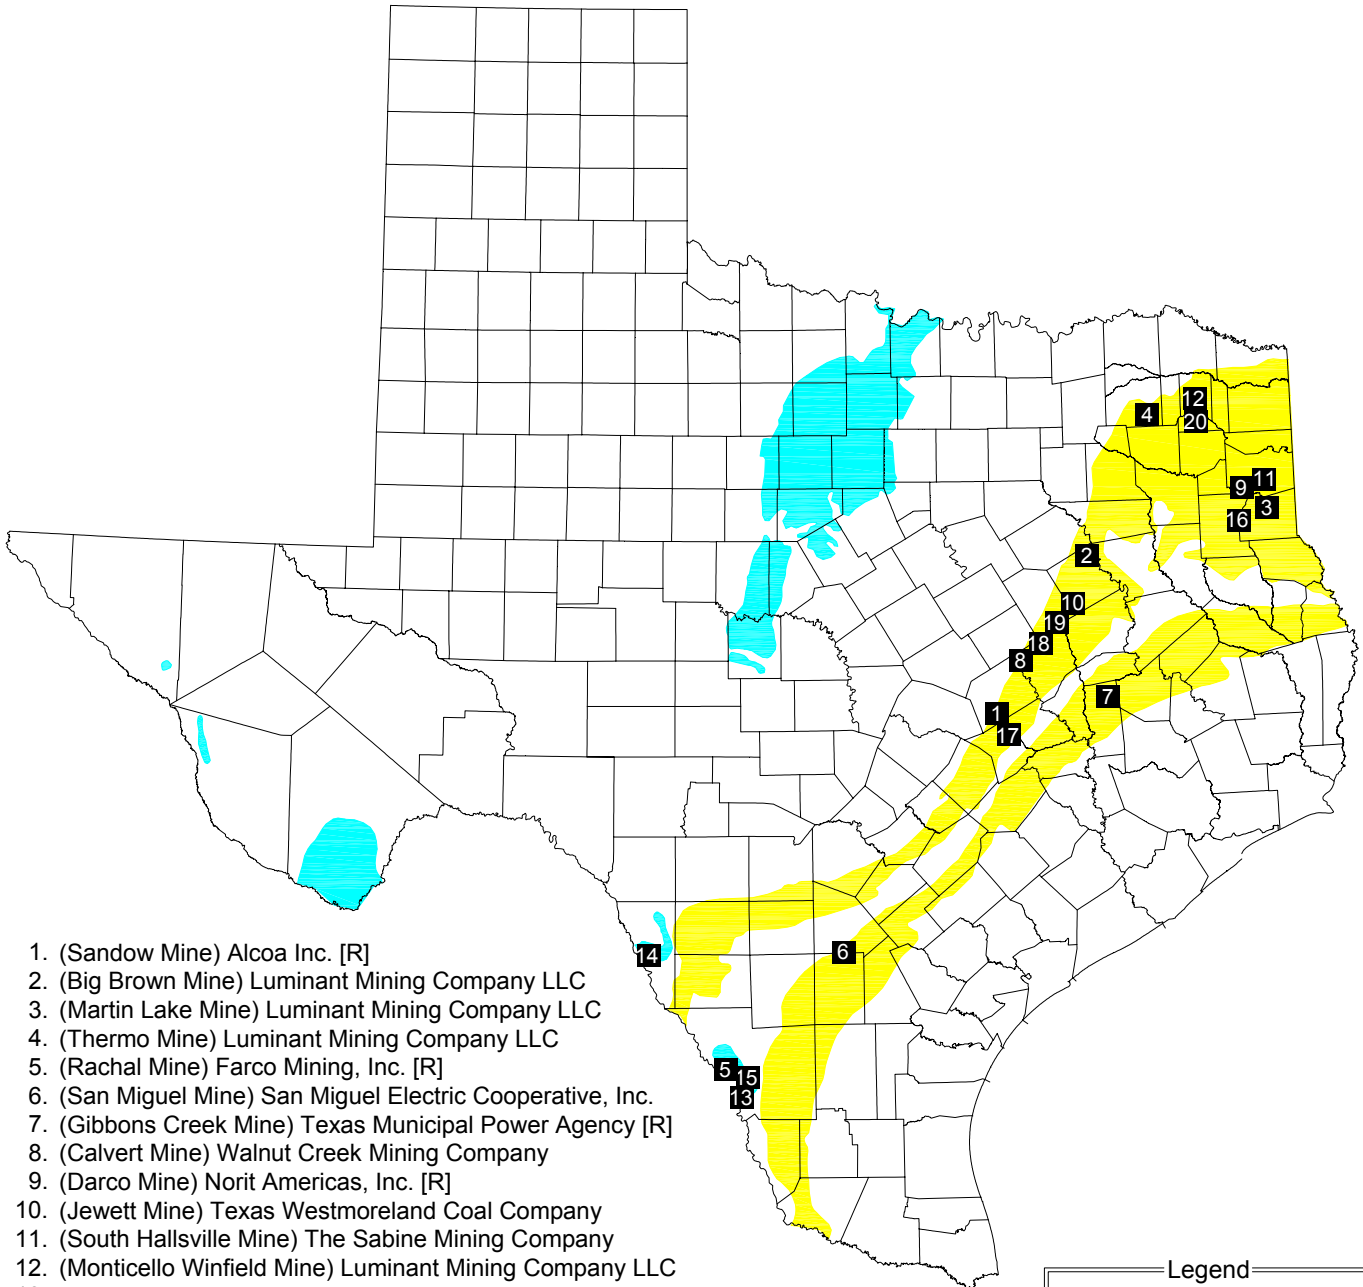 12
4
20
11
9
3
16
2
10
19
18
8
7
1
17
6
14
5
15
13
1. (Sandow Mine) Alcoa Inc. [R]
2. (Big Brown Mine) Luminant Mining Company LLC
3. (Martin Lake Mine) Luminant Mining Company LLC
4. (Thermo Mine) Luminant Mining Company LLC
5. (Rachal Mine) Farco Mining, Inc. [R]
6. (San Miguel Mine) San Miguel Electric Cooperative, Inc.
7. (Gibbons Creek Mine) Texas Municipal Power Agency [R]
8. (Calvert Mine) Walnut Creek Mining Company
9. (Darco Mine) Norit Americas, Inc. [R]
10. (Jewett Mine) Texas Westmoreland Coal Company
11. (South Hallsville Mine) The Sabine Mining Company
12. (Monticello Winfield Mine) Luminant Mining Company LLC
Legend